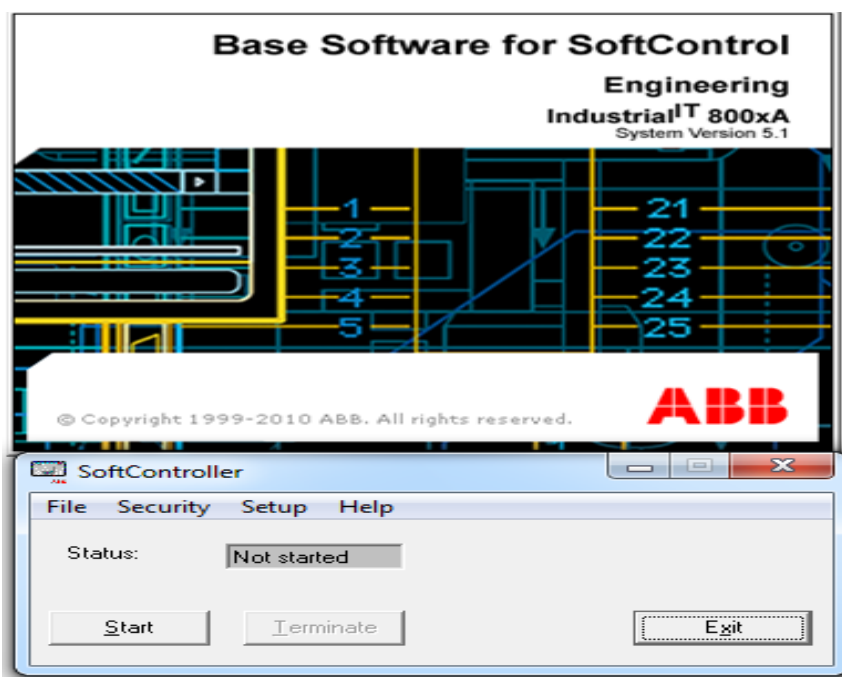 Base Software for SoftControl
Engineering
Industrial IT 800xA
System Version 5.1
1 21
2 22
3 23
4 24
5 25
© Copyright 1999-2010 ABB. All rights reserved.
ABB
SoftController
File Security Setup Help
Status: Not started
Start Terminate Exit